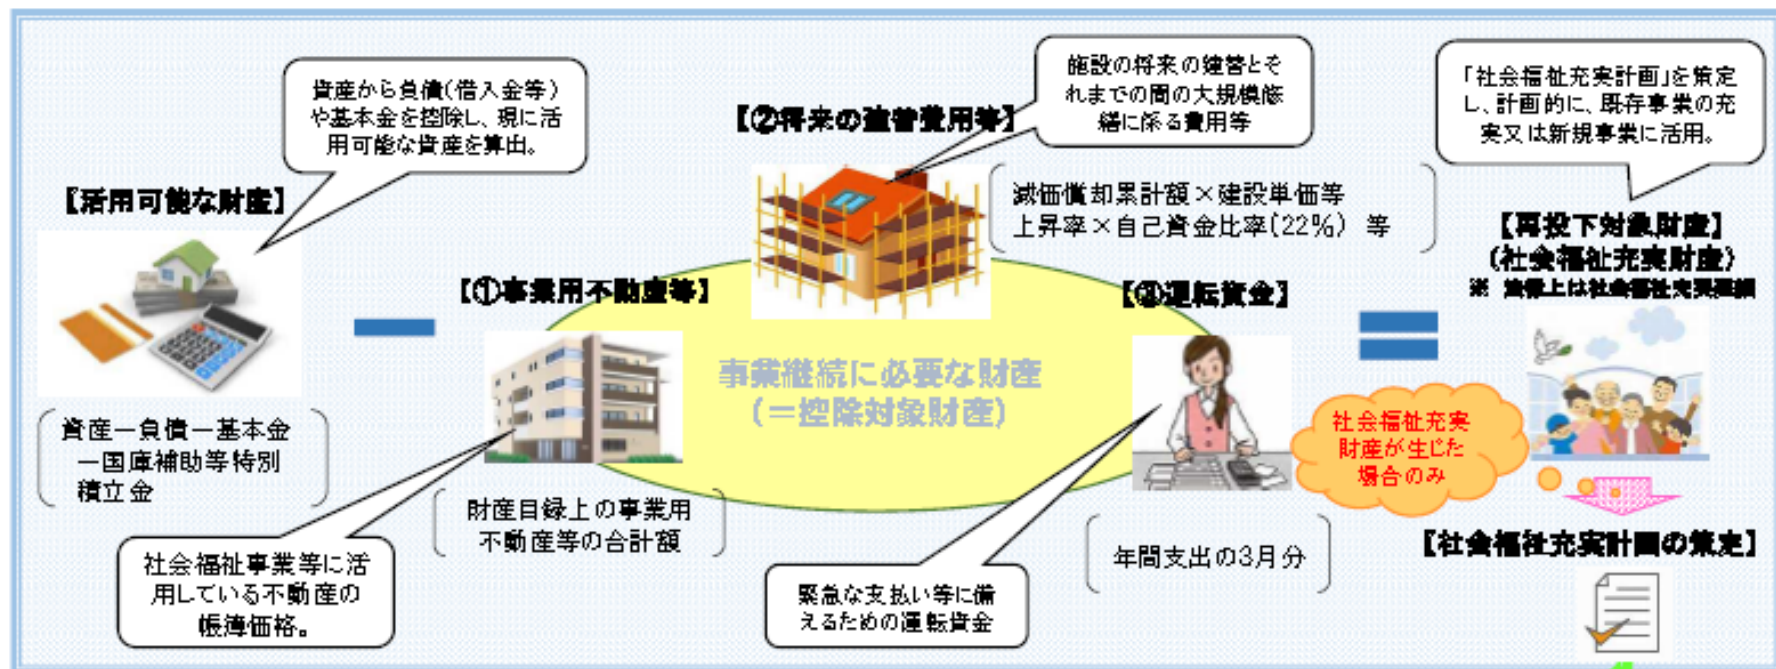 資産から負債(借入金等)
や基本金を控除し、現に活
用可能な資産を算出。
【活用可能な財産】
資産－負債－基本金
－国庫補助等特別
積立金
【①事業用不動産等】
財産目録上の事業用
不動産等の合計額
社会福祉事業等に活
用している不動産の
帳簿価格。
【②将来の建替費用等】
施設の将来の建替とそ
れまでの間の大規模修
繕に係る費用等
減価償却累計額×建設単価等
上昇率×自己資金比率(22%) 等
事業継続に必要な財産
(＝控除対象財産)
【③運転資金】
年間支出の3月分
緊急な支払い等に備
えるための運転資金
「社会福祉充実計画」を策定
し、計画的に、既存事業の充
実又は新規事業に活用。
【再投下対象財産】
(社会福祉充実財産)
※ 法律上は社会福祉充実残額
社会福祉充実
財産が生じた
場合のみ
【社会福祉充実計画の策定】